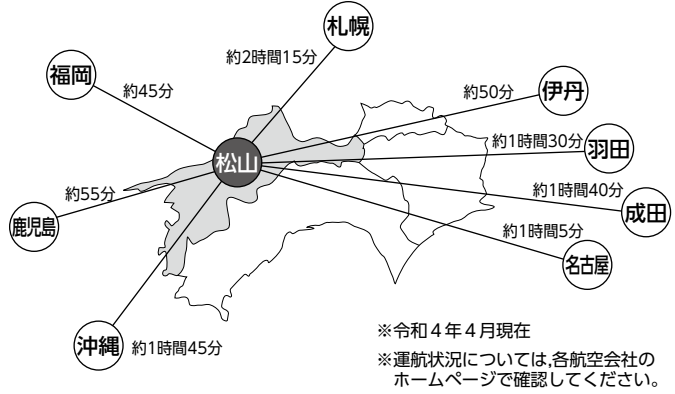 札幌
約2時間15分
福岡
約45分
伊丹
約50分
羽田
約1時間30分
松山
成田
約1時間40分
鹿児島
約55分
名古屋
約1時間5分
沖縄
約1時間45分
※令和4年4月現在
※運航状況については,各航空会社の
ホームページで確認してください。